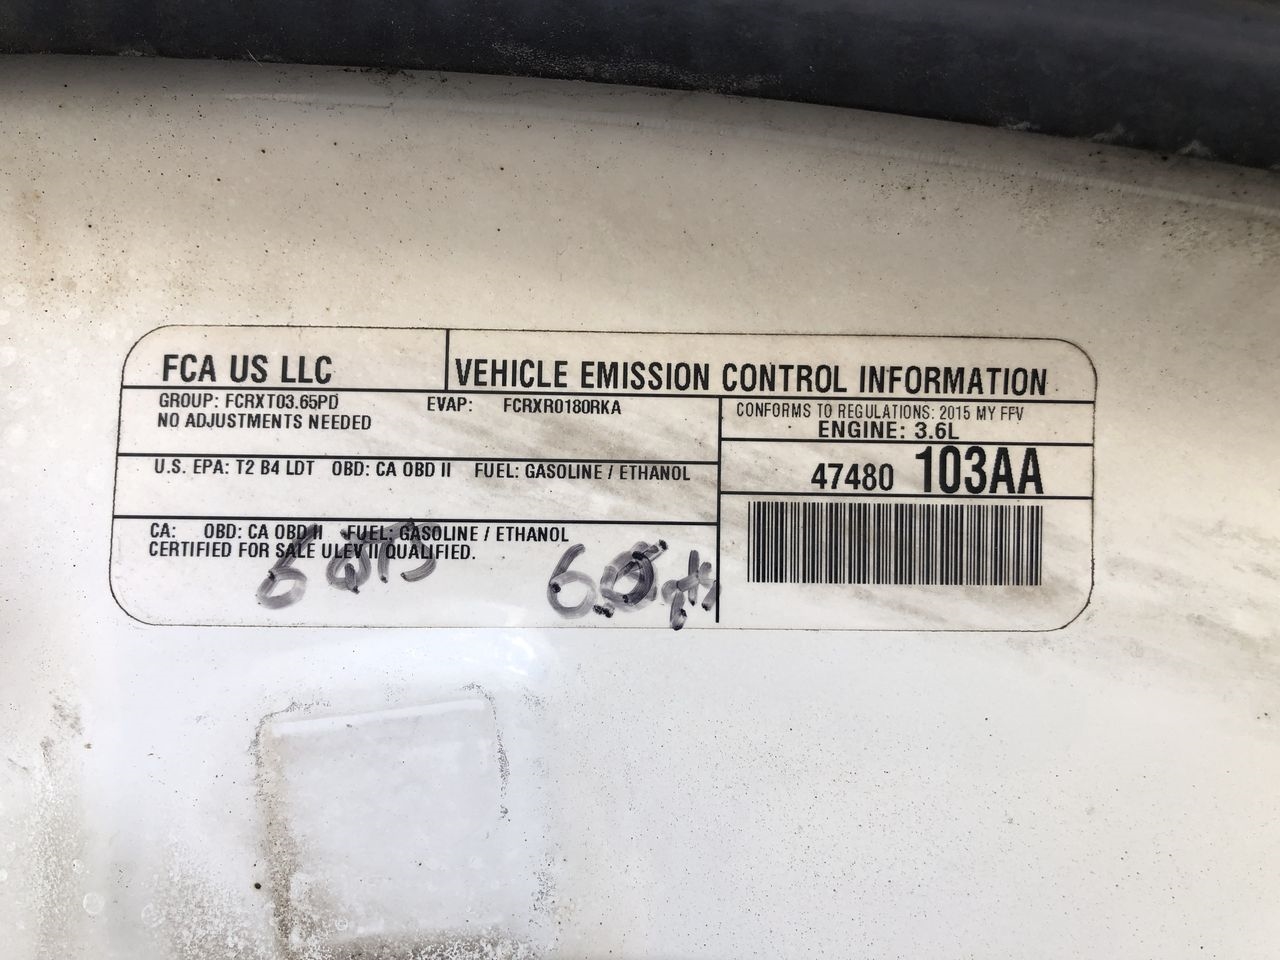 FCA US LLC
VEHICLE EMISSION CONTROL INFORMATION
GROUP: FCRXT03.65PD EVAP: FCRXR0180RKA
NO ADJUSTMENTS NEEDED
CONFORMS TO REGULATIONS: 2015 MY FFV
ENGINE: 3.6L
U.S. EPA: T2 B4 LDT OBD: CA OBD II FUEL: GASOLINE / ETHANOL
47480 103AA
CA: OBD: CA OBD II FUEL: GASOLINE / ETHANOL
CERTIFIED FOR SALE ULEV II QUALIFIED.
6 QTS